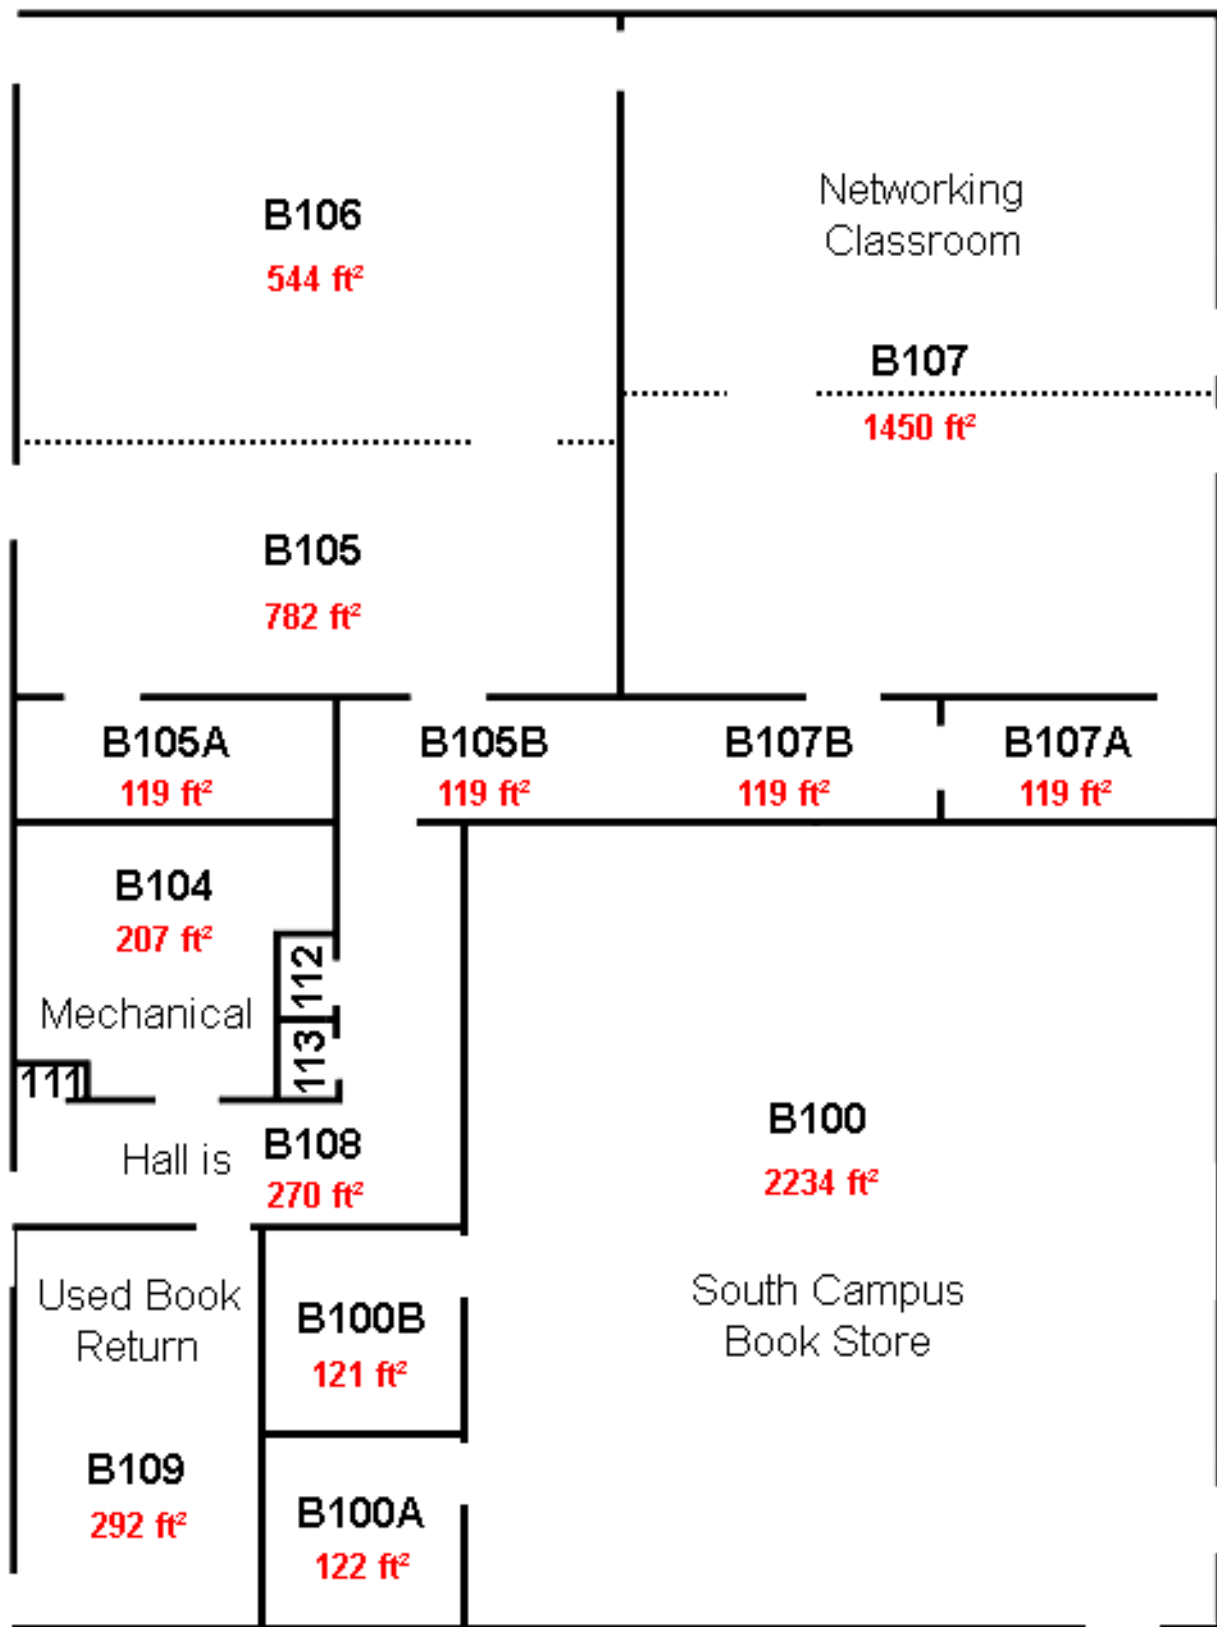 B106
544 ft²
Networking
Classroom
B107
1450 ft²
B105
782 ft²
B105A
119 ft²
B105B
119 ft²
B107B
119 ft²
B107A
119 ft²
B104
207 ft²
Mechanical
112
113
111
Hall is
B108
270 ft²
B100
2234 ft²
South Campus
Book Store
Used Book
Return
B109
292 ft²
B100B
121 ft²
B100A
122 ft²